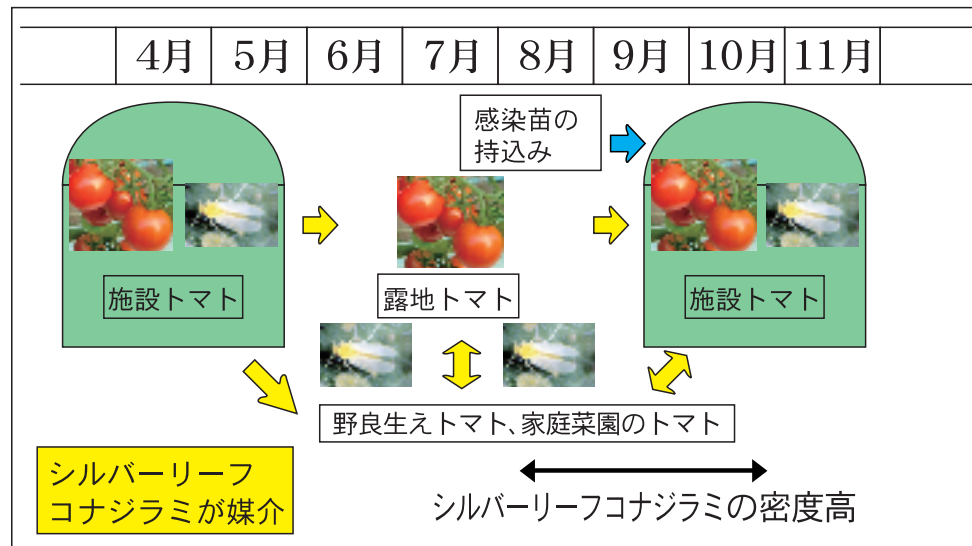 4月 5月 6月 7月 8月 9月 10月 11月
感染苗の
持込み
施設トマト
露地トマト
施設トマト
野良生えトマト、家庭菜園のトマト
シルバーリーフ
コナジラミが媒介
シルバーリーフコナジラミの密度高